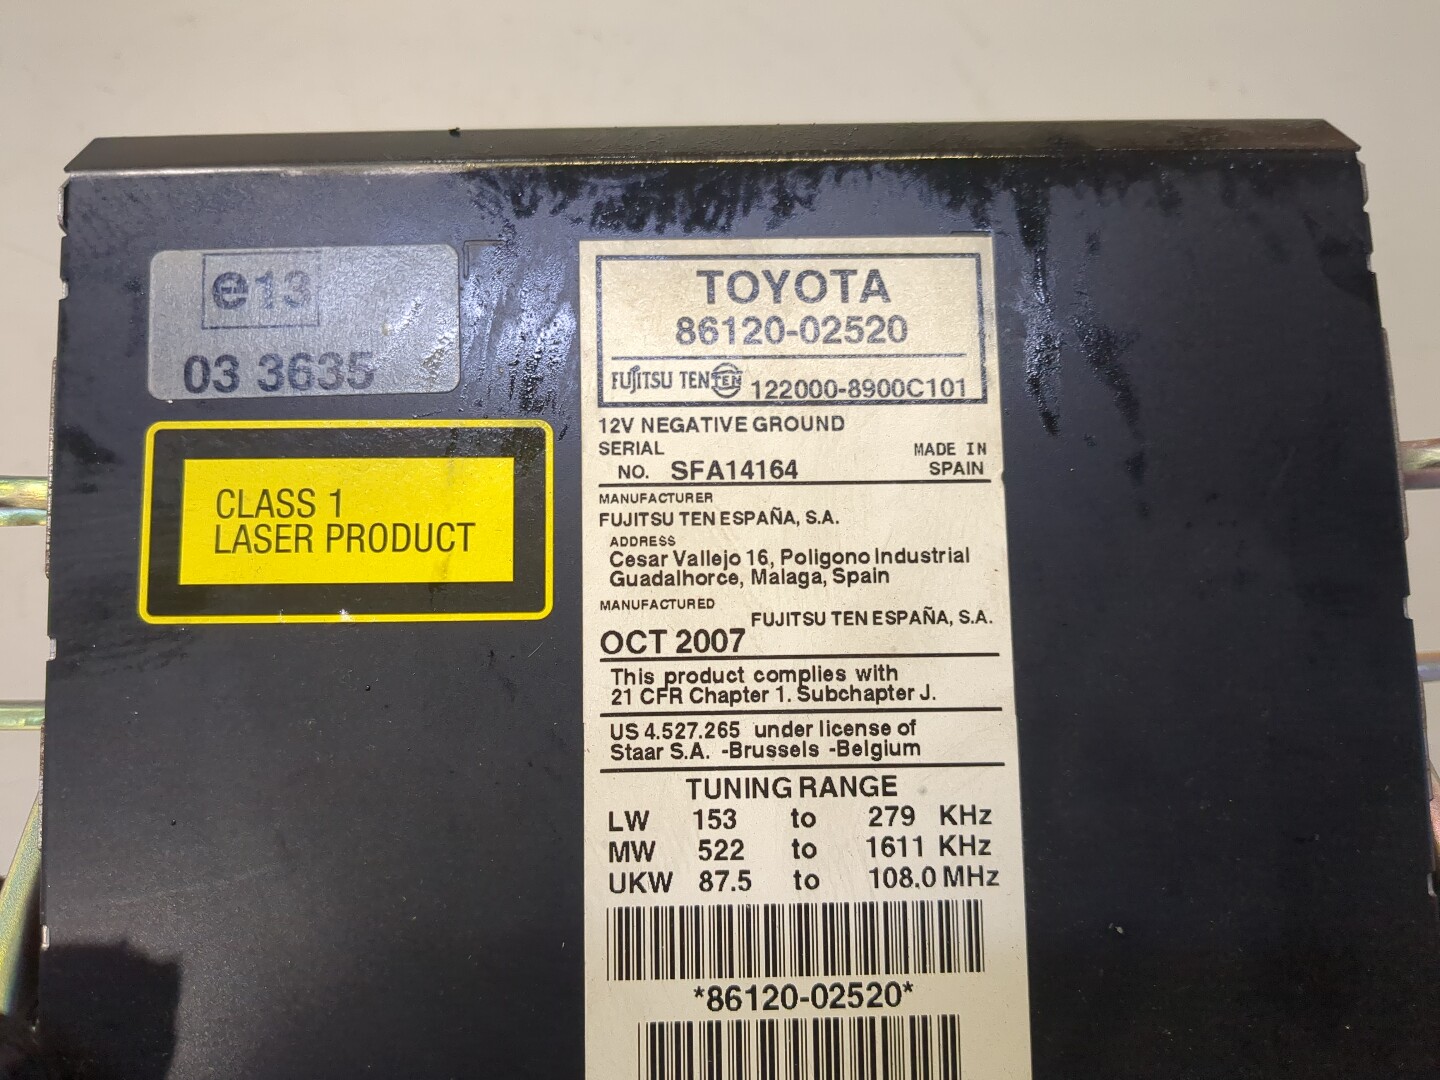 e13
03 3635
CLASS 1
LASER PRODUCT
TOYOTA
86120-02520
FUJITSU TEN TEN 122000-8900C101
12V NEGATIVE GROUND
SERIAL
NO. SFA14164
MADE IN
SPAIN
MANUFACTURER
FUJITSU TEN ESPAÑA, S.A.
ADDRESS
Cesar Vallejo 16, Poligono Industrial
Guadalhorce, Malaga, Spain
MANUFACTURED
FUJITSU TEN ESPAÑA, S.A.
OCT 2007
This product complies with
21 CFR Chapter 1. Subchapter J.
US 4.527.265 under license of
Staar S.A. -Brussels -Belgium
TUNING RANGE
LW 153 to 279 KHz
MW 522 to 1611 KHz
UKW 87.5 to 108.0 MHz
*86120-02520*